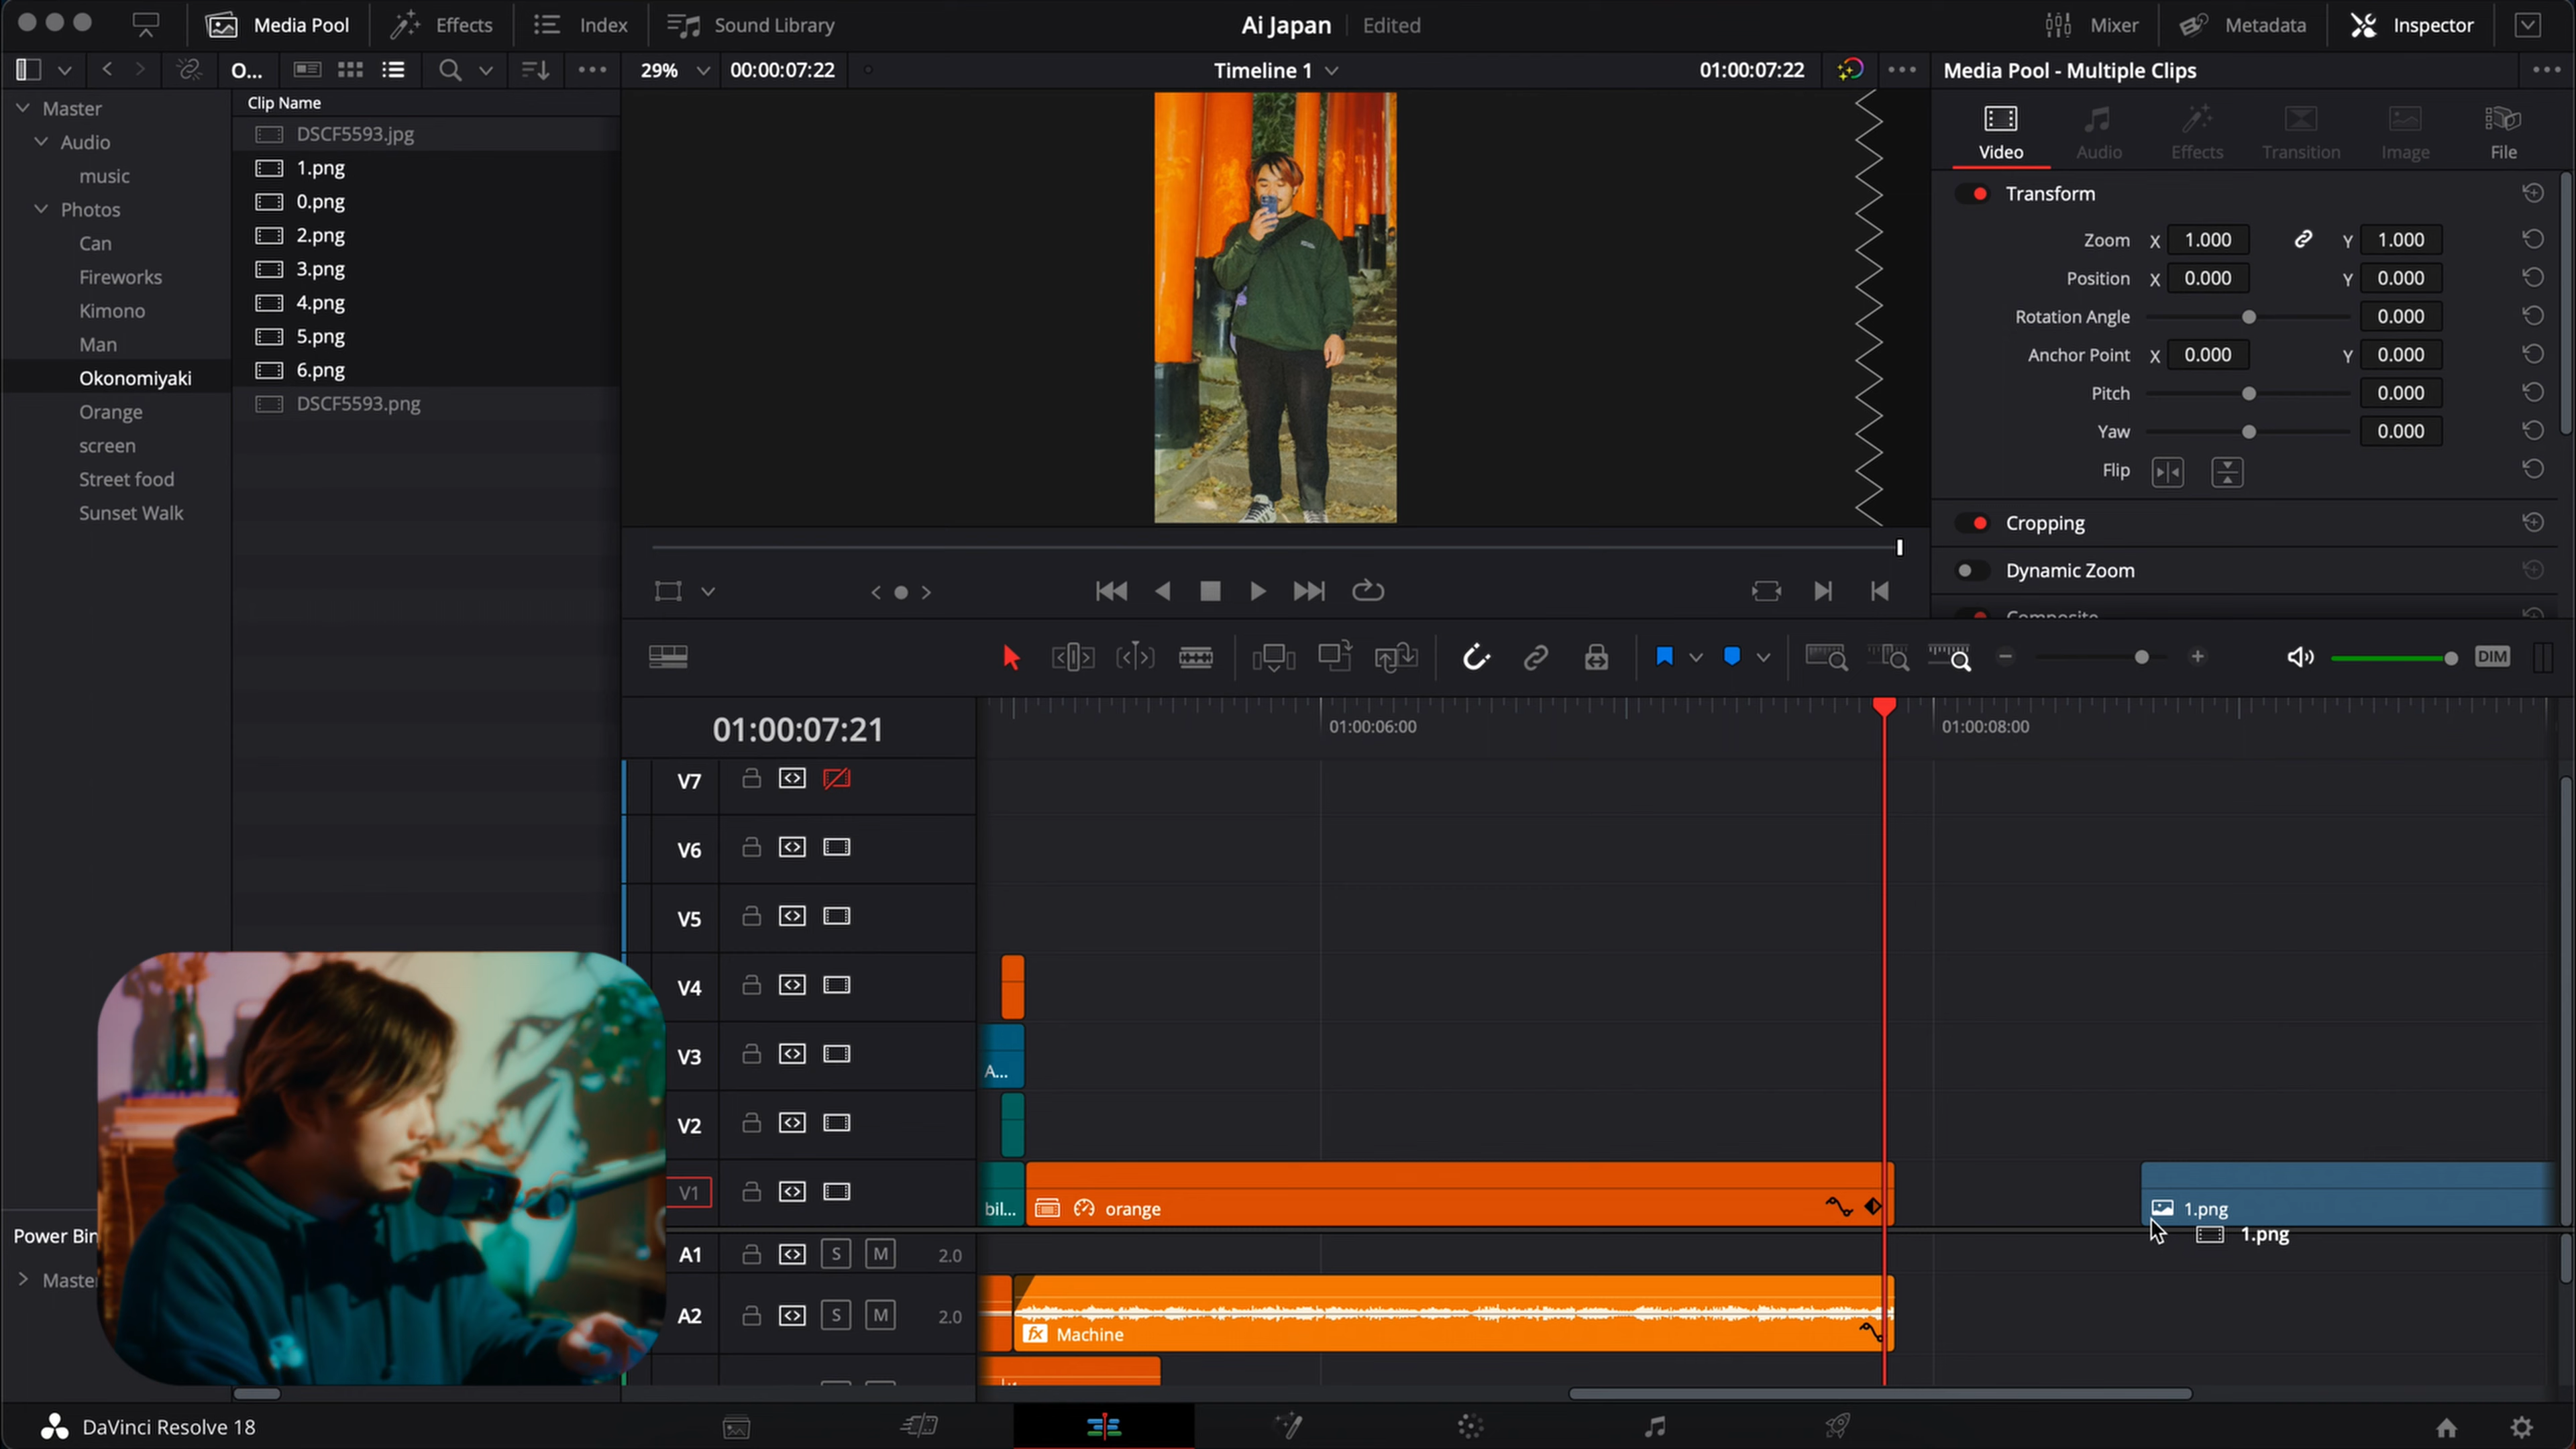 Media Pool
Effects
Index
Sound Library
Ai Japan
Edited
Mixer
Metadata
Inspector
O...
29%
00:00:07:22
Timeline 1
01:00:07:22
Media Pool - Multiple Clips
Master
Audio
music
Photos
Can
Fireworks
Kimono
Man
Okonomiyaki
Orange
screen
Street food
Sunset Walk
Clip Name
DSCF5593.jpg
1.png
0.png
2.png
3.png
4.png
5.png
6.png
DSCF5593.png
Video
Audio
Effects
Transition
Image
File
Transform
Zoom X 1.000 Y 1.000
Position X 0.000 Y 0.000
Rotation Angle 0.000
Anchor Point X 0.000 Y 0.000
Pitch 0.000
Yaw 0.000
Flip
Cropping
Dynamic Zoom
Composite
DIM
01:00:07:21
01:00:06:00
01:00:08:00
V7
V6
V5
V4
V3
A...
V2
V1
bil...
orange
1.png
1.png
A1 S M 2.0
A2 S M 2.0
fx Machine
Power Bin
Maste
DaVinci Resolve 18